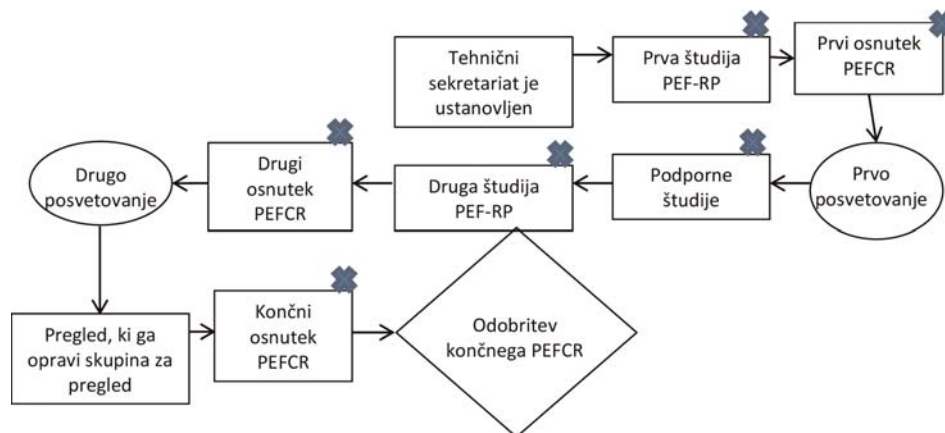 Tehnični
sekretariat je
ustanovljen
Prva študija
PEF-RP
Prvi osnutek
PEFCR
Prvo
posvetovanje
Podporne
študije
Druga študija
PEF-RP
Drugi
osnutek
PEFCR
Drugo
posvetovanje
Pregled, ki ga
opravi skupina za
pregled
Končni
osnutek
PEFCR
Odobritev
končnega PEFCR